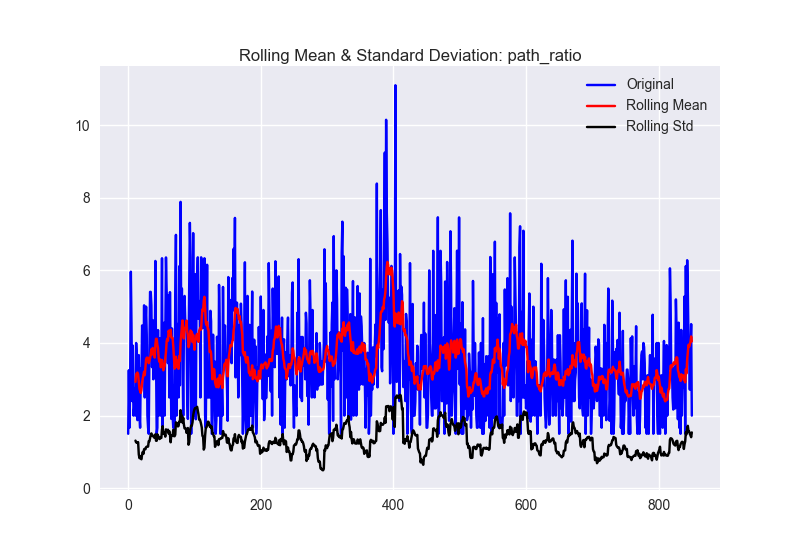 Rolling Mean & Standard Deviation: path_ratio
Original
Rolling Mean
Rolling Std
10
8
6
4
2
0
0 200 400 600 800